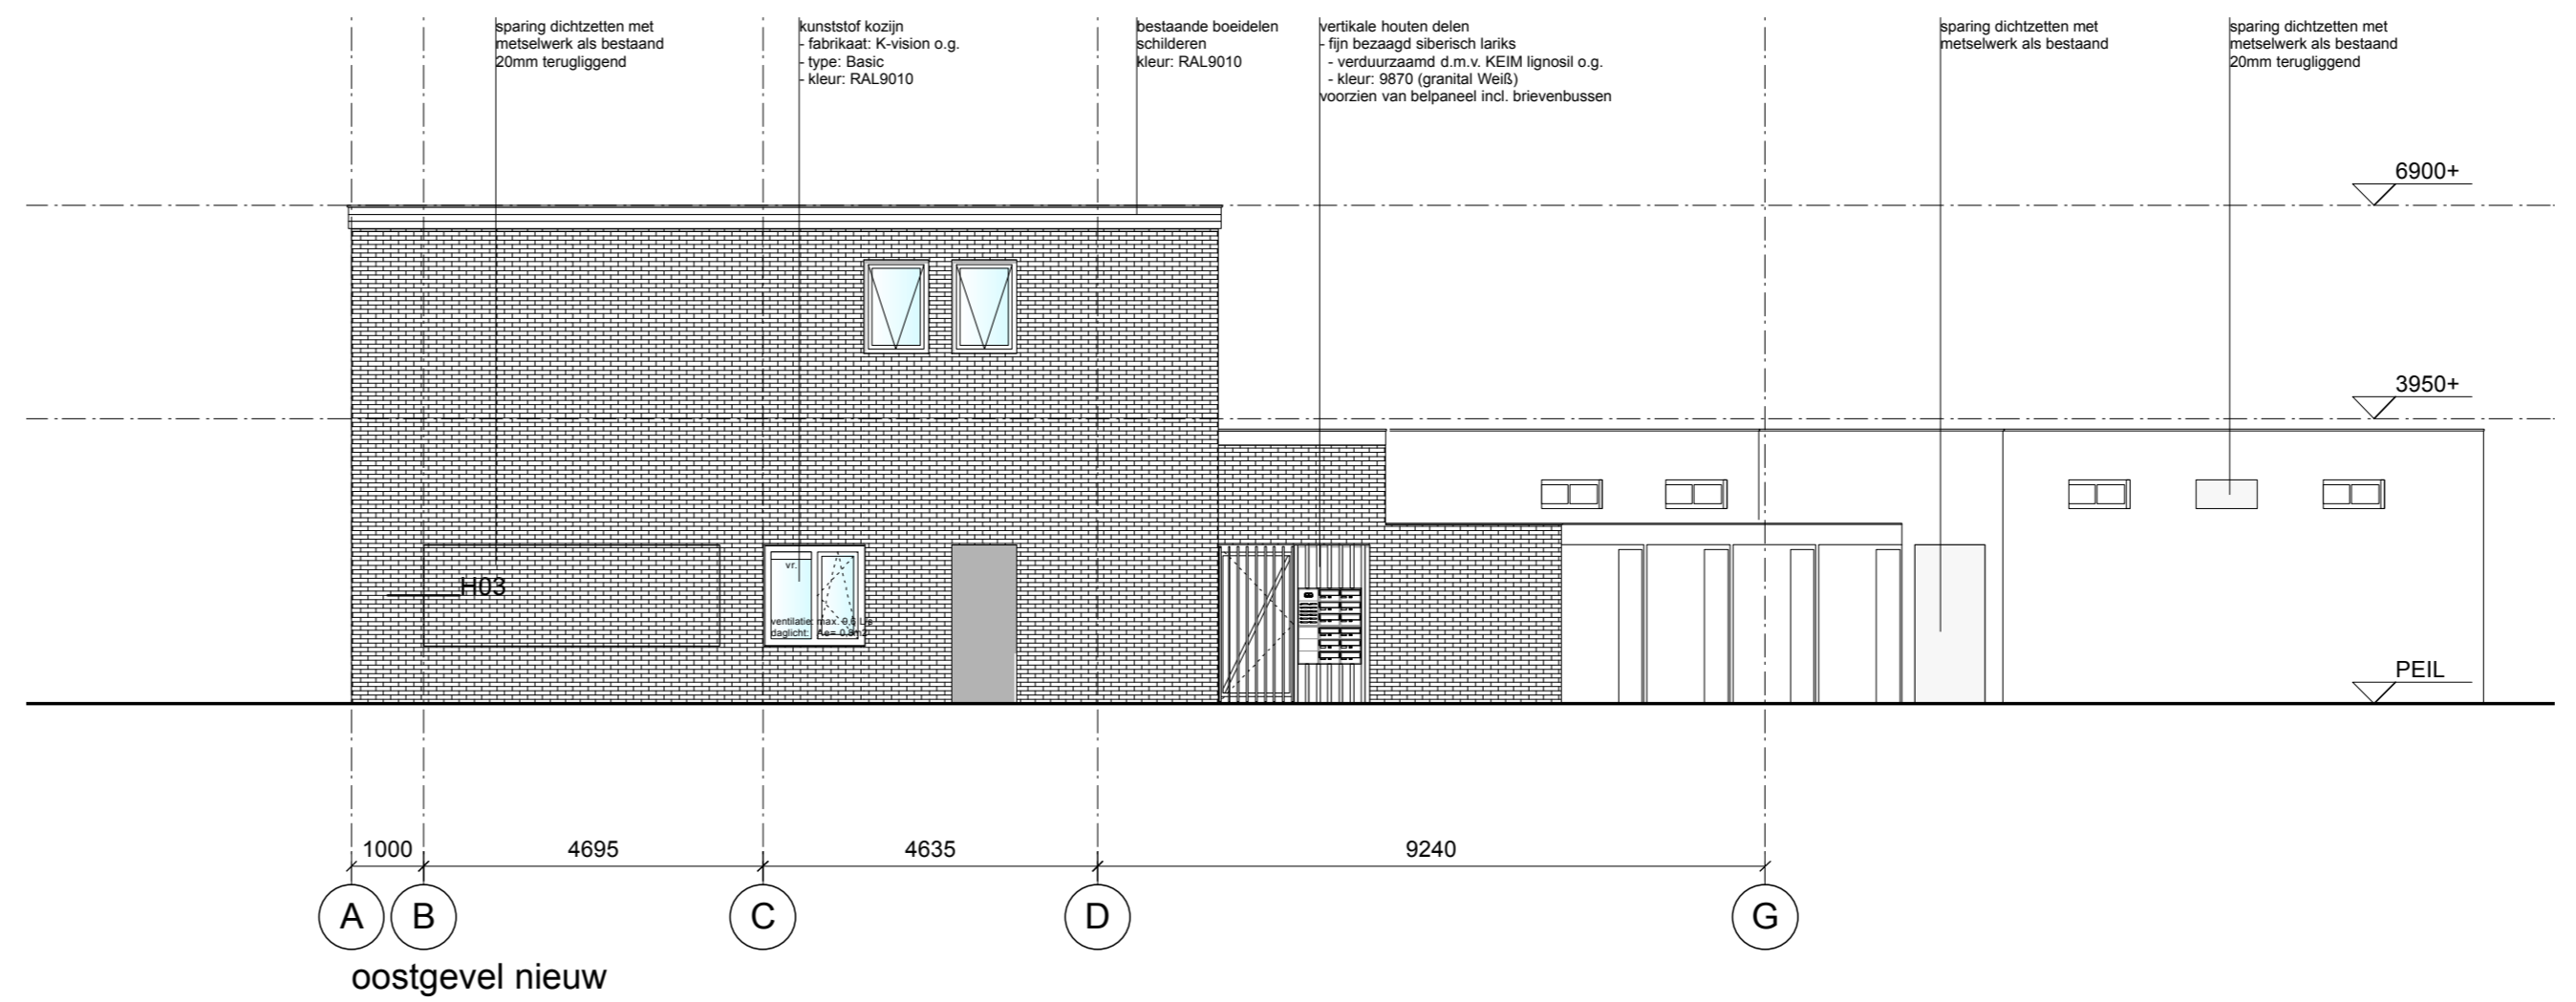 sparing dichtzetten met
metselwerk als bestaand
20mm terugliggend
kunststof kozijn
- fabrikaat: K-vision o.g.
- type: Basic
- kleur: RAL9010
bestaande boeidelen
schilderen
kleur: RAL9010
vertikale houten delen
- fijn bezaagd siberisch lariks
- verduurzaamd d.m.v. KEIM lignosil o.g.
- kleur: 9870 (granital Weiß)
voorzien van belpaneel incl. brievenbussen
sparing dichtzetten met
metselwerk als bestaand
sparing dichtzetten met
metselwerk als bestaand
20mm terugliggend
6900+
3950+
vr.
H03
ventilatie: max.
daglicht: Ae=
PEIL
1000
4695
4635
9240
A
B
C
D
G
oostgevel nieuw